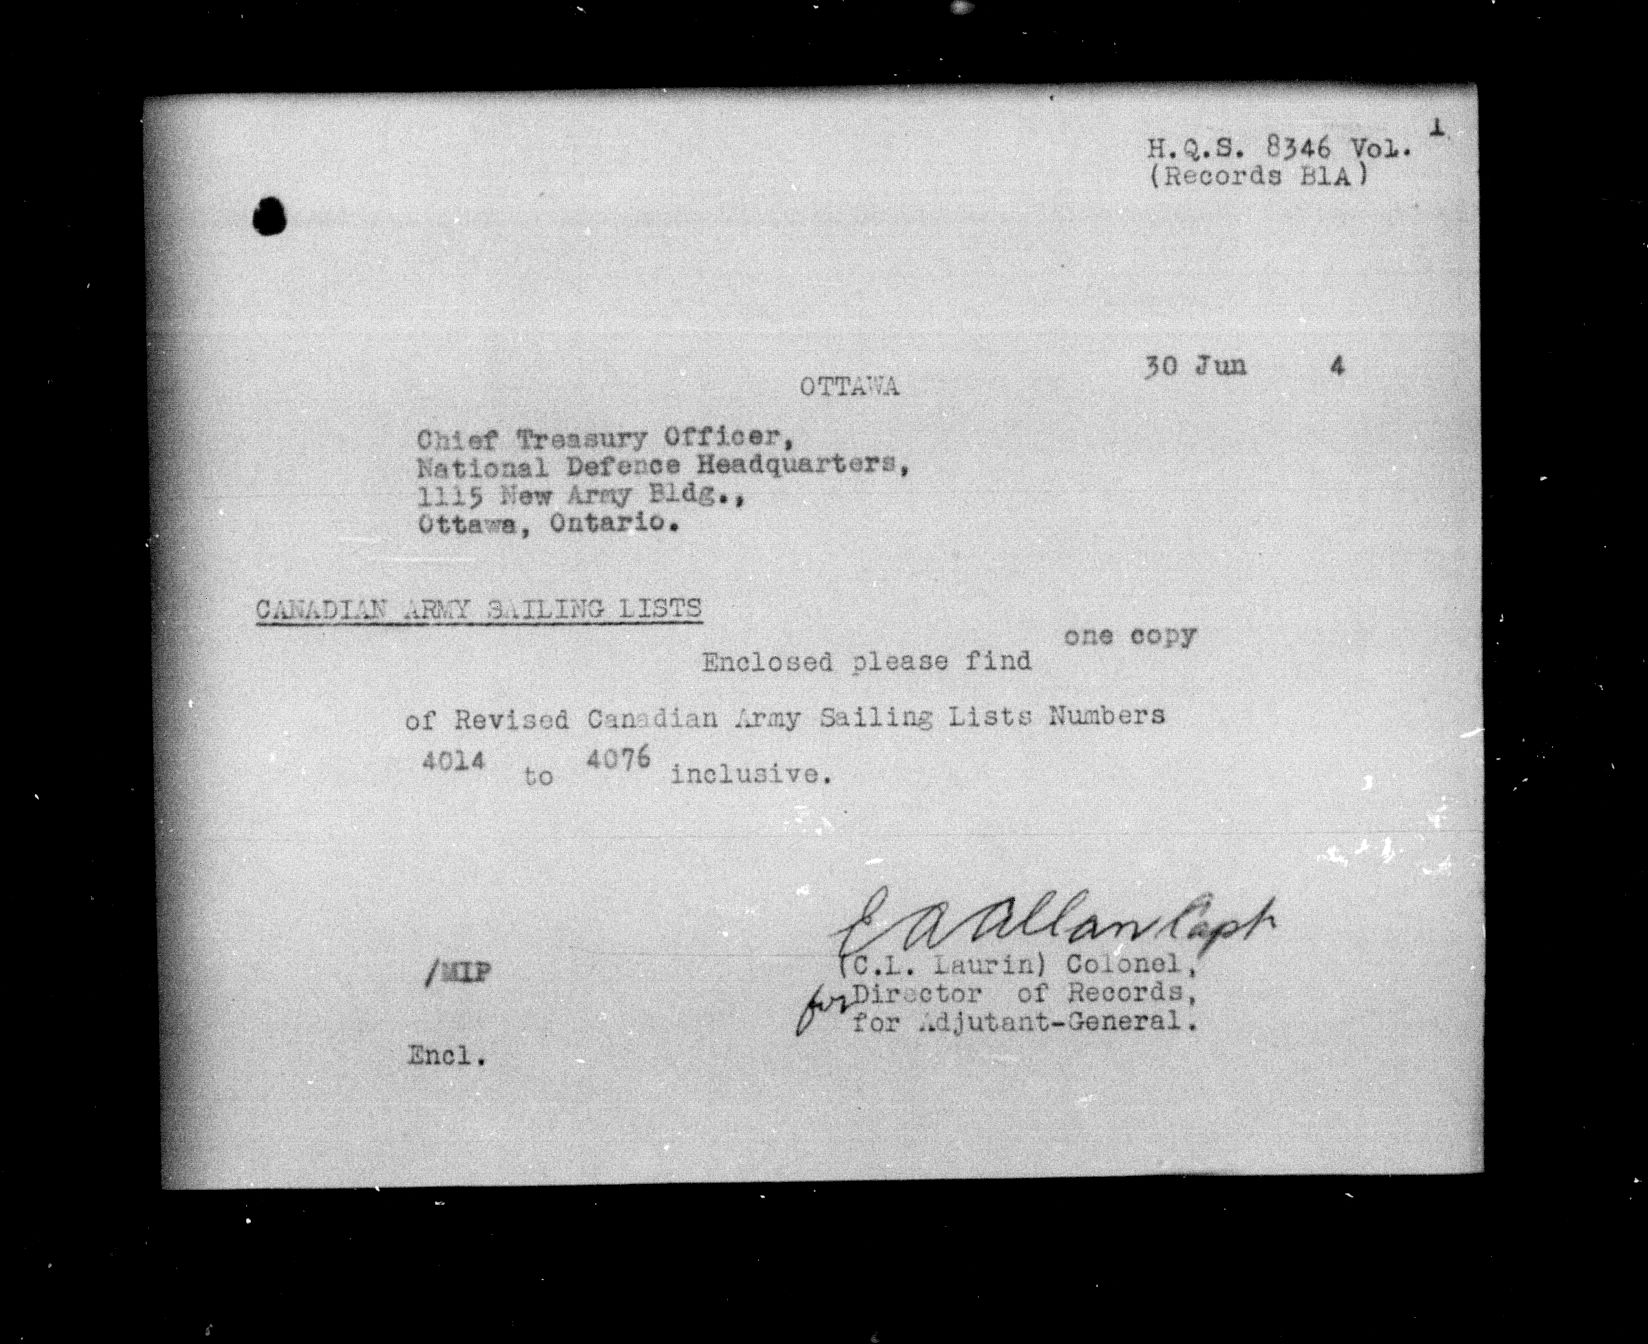 H.Q.S. 8346 Vol. 1
(Records B1A)
30 Jun 4
OTTAWA
Chief Treasury Officer,
National Defence Headquarters,
1115 New Army Bldg.,
Ottawa, Ontario.
CANADIAN ARMY SAILING LISTS
Enclosed please find one copy
of Revised Canadian Army Sailing Lists Numbers
4014 to 4076 inclusive.
E A Allan Capt
/MIP
(C.L. Laurin) Colonel,
for Director of Records,
for Adjutant-General.
Encl.